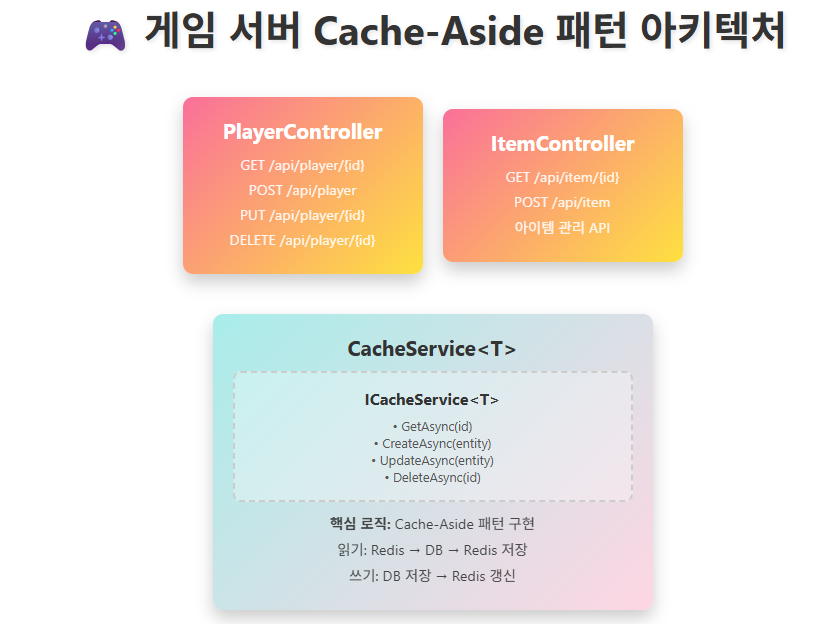 🎮 게임 서버 Cache-Aside 패턴 아키텍처
PlayerController
GET /api/player/{id}
POST /api/player
PUT /api/player/{id}
DELETE /api/player/{id}
ItemController
GET /api/item/{id}
POST /api/item
아이템 관리 API
CacheService<T>
ICacheService<T>
• GetAsync(id)
• CreateAsync(entity)
• UpdateAsync(entity)
• DeleteAsync(id)
핵심 로직: Cache-Aside 패턴 구현
읽기: Redis → DB → Redis 저장
쓰기: DB 저장 → Redis 갱신